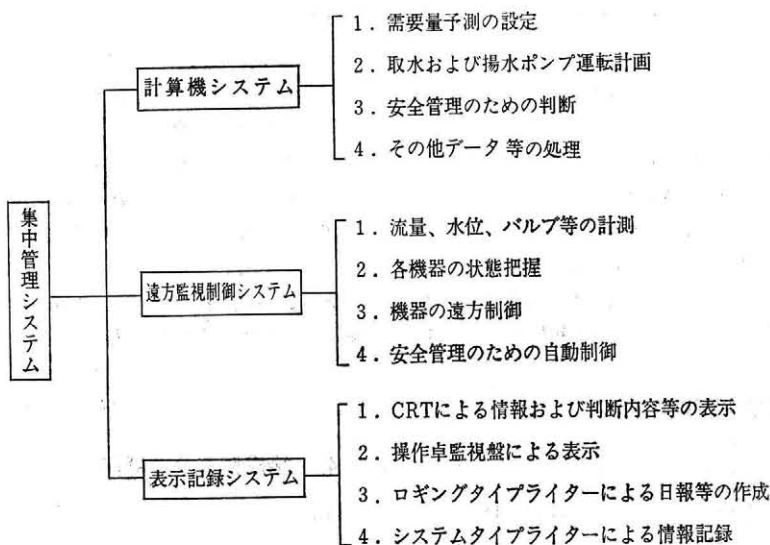 集中管理システム
計算機システム
1．需要量子測の設定
2．取水および揚水ポンプ運転計画
3．安全管理のための判断
4．その他データ等の処理
遠方監視制御システム
1．流量、水位、バルブ等の計測
2．各機器の状態把握
3．機器の遠方制御
4．安全管理のための自動制御
表示記録システム
1．CRTによる情報および判断内容等の表示
2．操作卓監視盤による表示
3．ロギングタイプライターによる日報等の作成
4．システムタイプライターによる情報記録